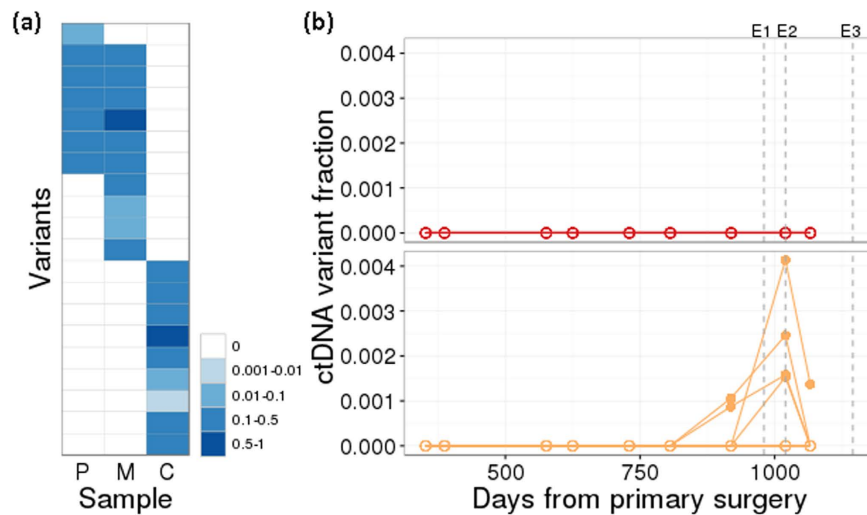 (a)
Variants
P M C
Sample
0
0.001-0.01
0.01-0.1
0.1-0.5
0.5-1
(b)
E1 E2 E3
0.004
0.003
0.002
0.001
0.000
0.004
0.003
0.002
0.001
0.000
ctDNA variant fraction
500 750 1000
Days from primary surgery